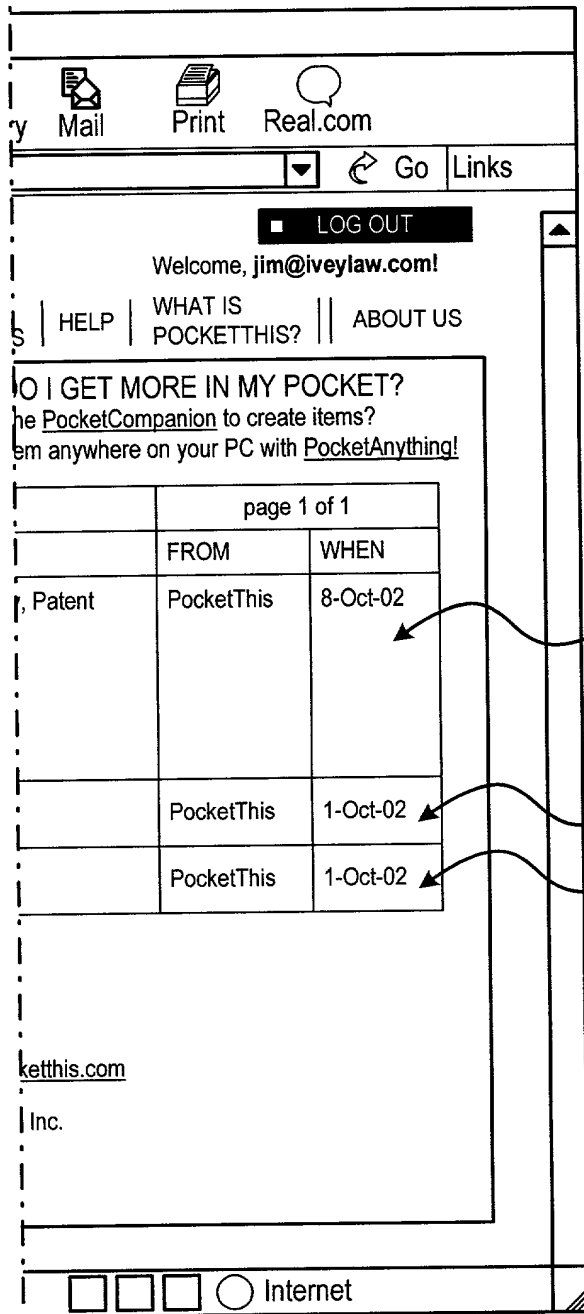 y Mail Print Real.com
Go Links
LOG OUT
Welcome, jim@iveylaw.com!
S | HELP | WHAT IS POCKETTHIS? || ABOUT US
O I GET MORE IN MY POCKET?
he PocketCompanion to create items?
em anywhere on your PC with PocketAnything!
page 1 of 1
FROM WHEN
, Patent PocketThis 8-Oct-02
PocketThis 1-Oct-02
PocketThis 1-Oct-02
ketthis.com
Inc.
Internet